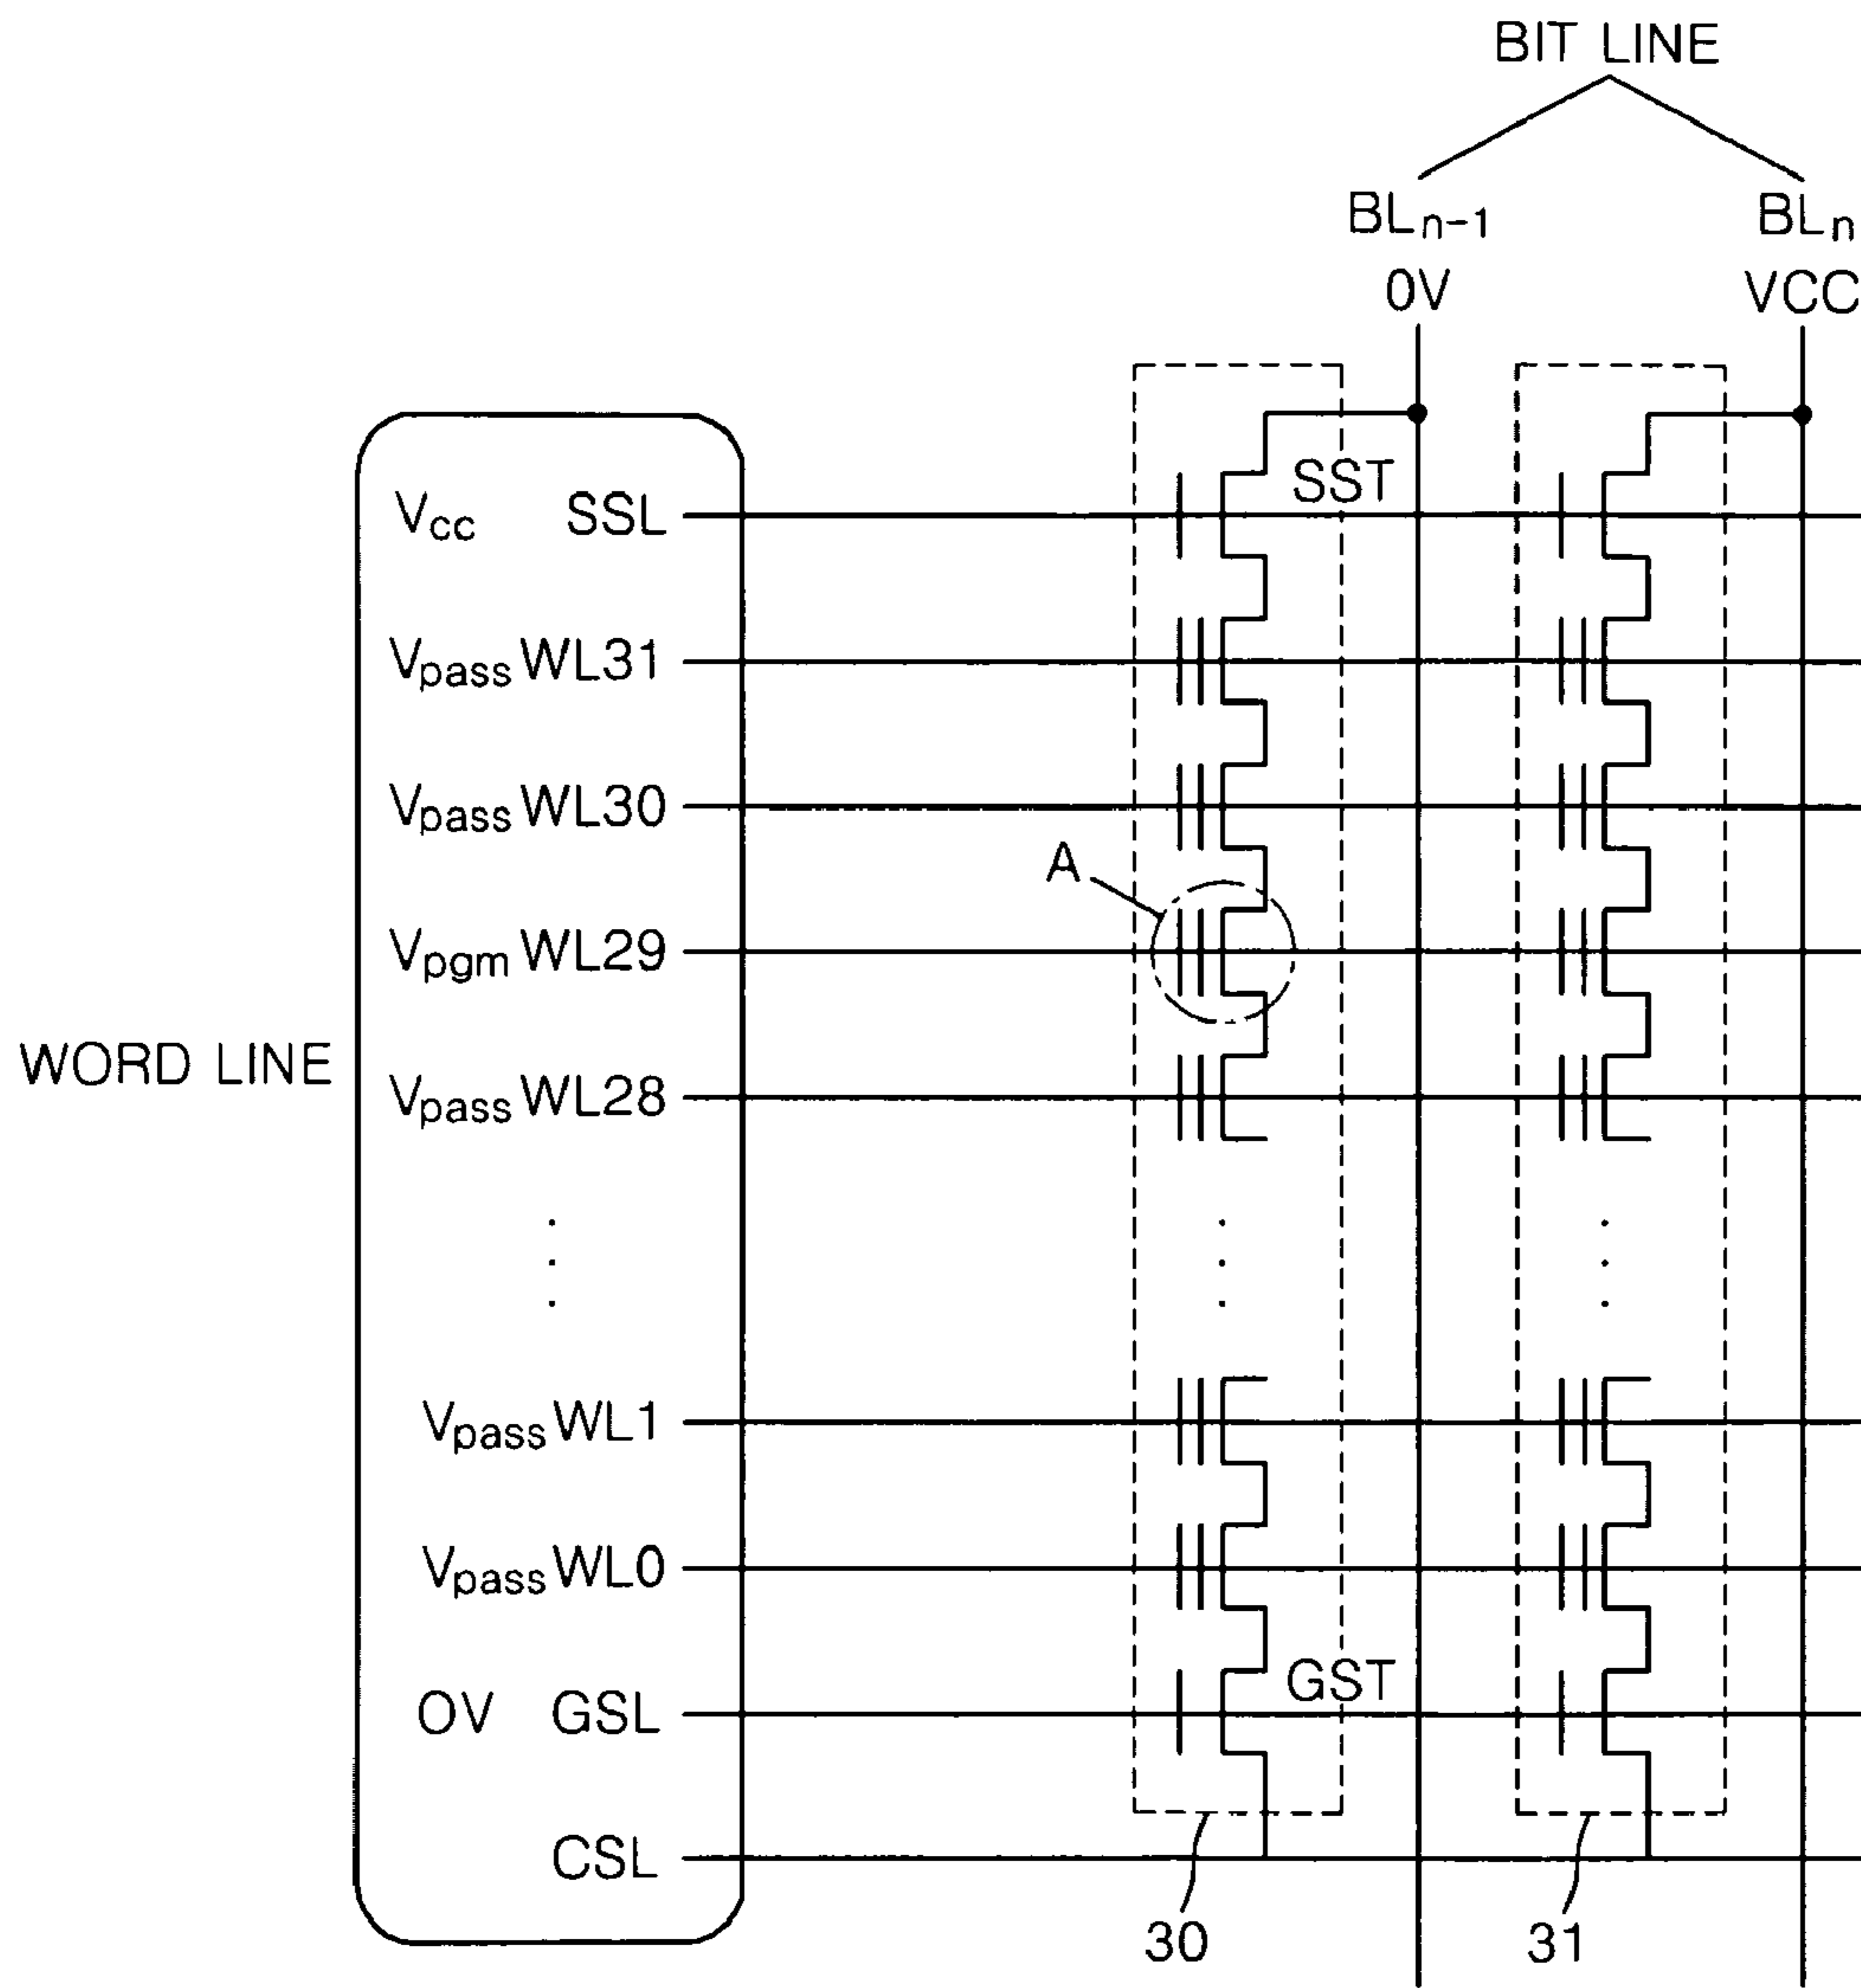 BIT LINE
BLn-1 BLn
0V VCC
SST
Vcc SSL
Vpass WL31
Vpass WL30
A
Vpgm WL29
WORD LINE
Vpass WL28
Vpass WL1
Vpass WL0
GST
OV GSL
CSL
30 31